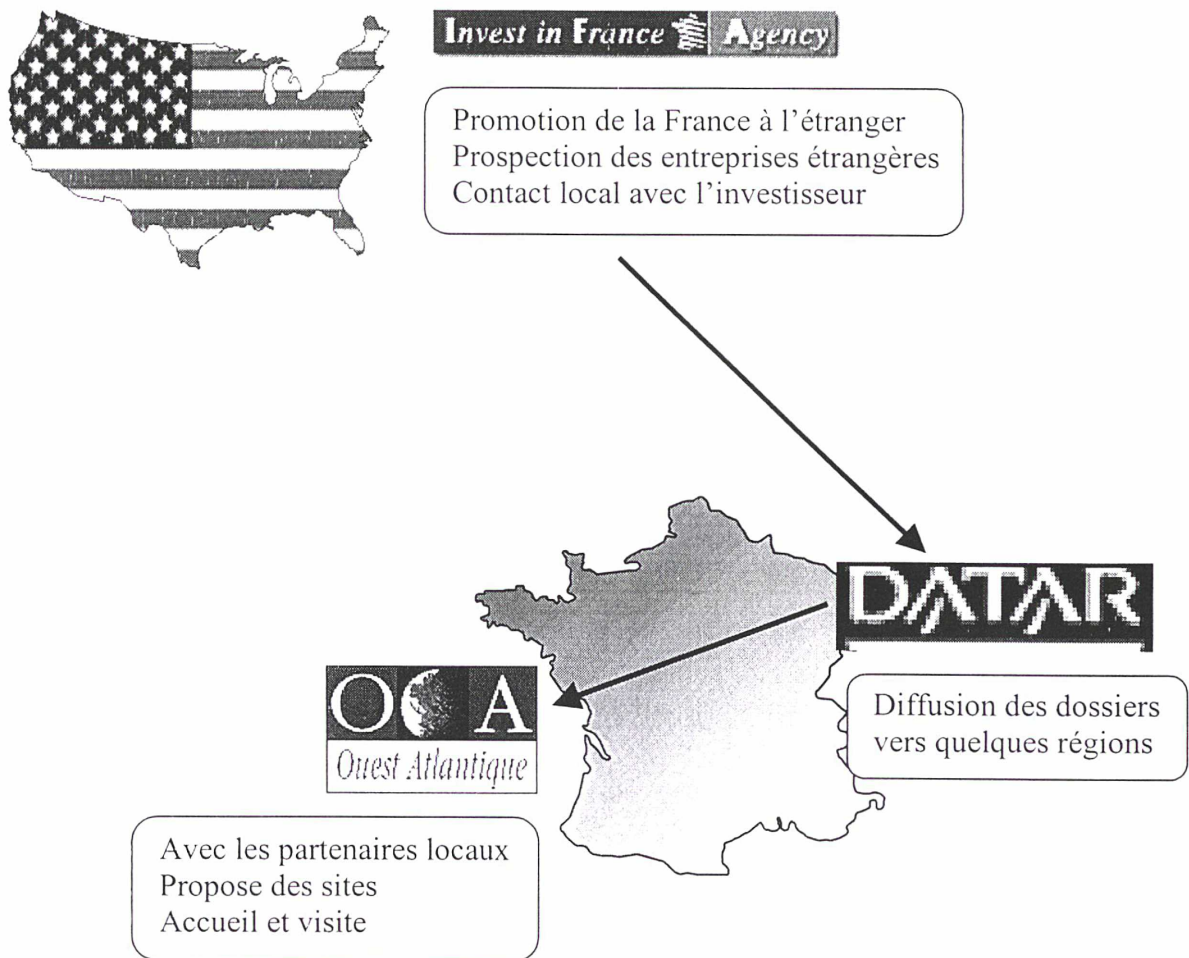 Invest in France Agency
Promotion de la France à l'étranger
Prospection des entreprises étrangères
Contact local avec l'investisseur
DATAR
Diffusion des dossiers
vers quelques régions
O A
Ouest Atlantique
Avec les partenaires locaux
Propose des sites
Accueil et visite